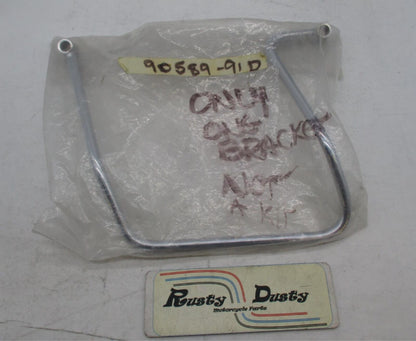 90589-91D
ONLY
ONE
BRACKET
NOT
A KIT
Rusty Dusty
Motorcycle Parts